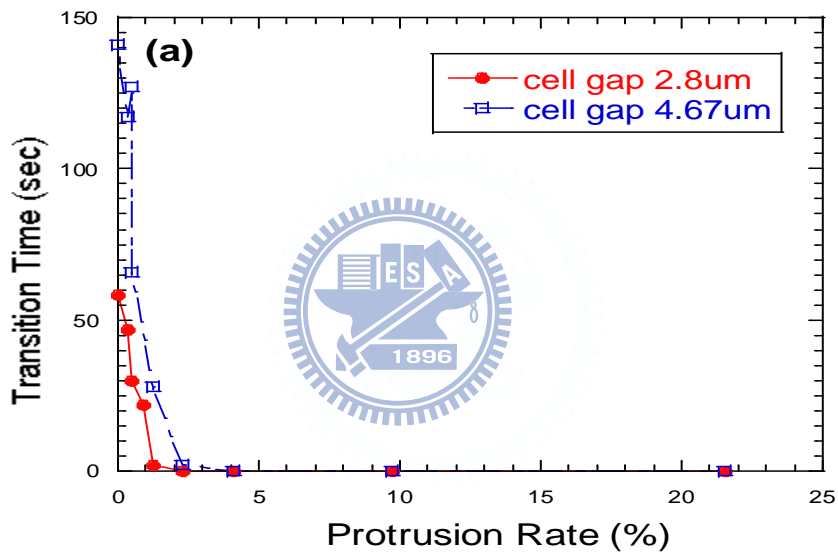 (a)
cell gap 2.8um
cell gap 4.67um
Transition Time (sec)
150
100
50
0
0 5 10 15 20 25
Protrusion Rate (%)
E S A
1896